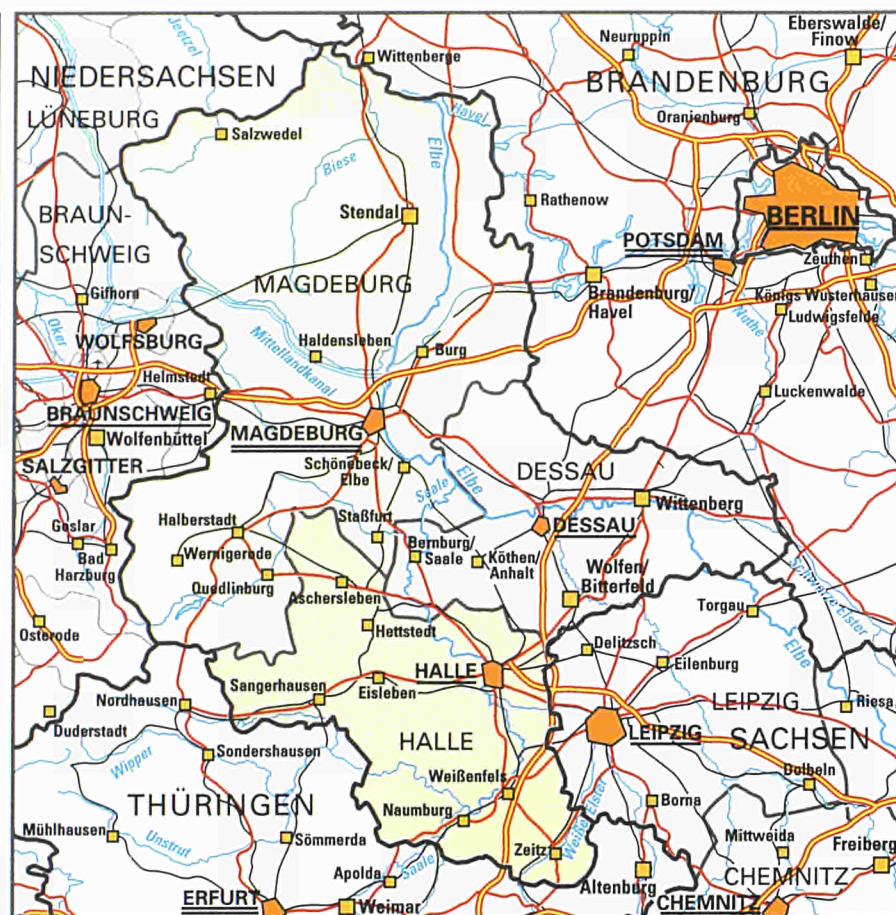 Eberswalde/
Finow
Neuruppin
Jeetzel
Wittenberge
NIEDERSACHSEN
BRANDENBURG
Havel
LÜNEBURG
Oranienburg
Salzwedel
Elbe
Biese
Rathenow
BRAUN-
SCHWEIG
Stendal
BERLIN
POTSDAM
Zeuthen
MAGDEBURG
Gifhorn
Brandenburg/
Havel
Königs Wusterhausen
Ludwigsfelde
Nuthe
Oker
WOLFSBURG
Mittellandkanal
Haldensleben
Burg
Helmstedt
Luckenwalde
BRAUNSCHWEIG
Wolfenbüttel
MAGDEBURG
SALZGITTER
Schönebeck/
Elbe
Saale
Elbe
DESSAU
Wittenberg
Halberstadt
Staßfurt
DESSAU
Goslar
Bad
Harzburg
Wernigerode
Bernburg/
Saale
Köthen/
Anhalt
Wolfen/
Bitterfeld
Quedlinburg
Aschersleben
Schwarze Elster
Torgau
Osterode
Hettstedt
Delitzsch
Elbe
Eilenburg
HALLE
Sangerhausen
Eisleben
Nordhausen
LEIPZIG
Riesa
Duderstadt
LEIPZIG
SACHSEN
HALLE
Wipper
Sondershausen
Weißenfels
Döbeln
THÜRINGEN
Naumburg
Weiße Elster
Borna
Mühlhausen
Unstrut
Sömmerda
Zeitz
Mittweida
Freiberg
Apolda
Saale
Altenburg
CHEMNITZ
ERFURT
Weimar
CHEMNITZ